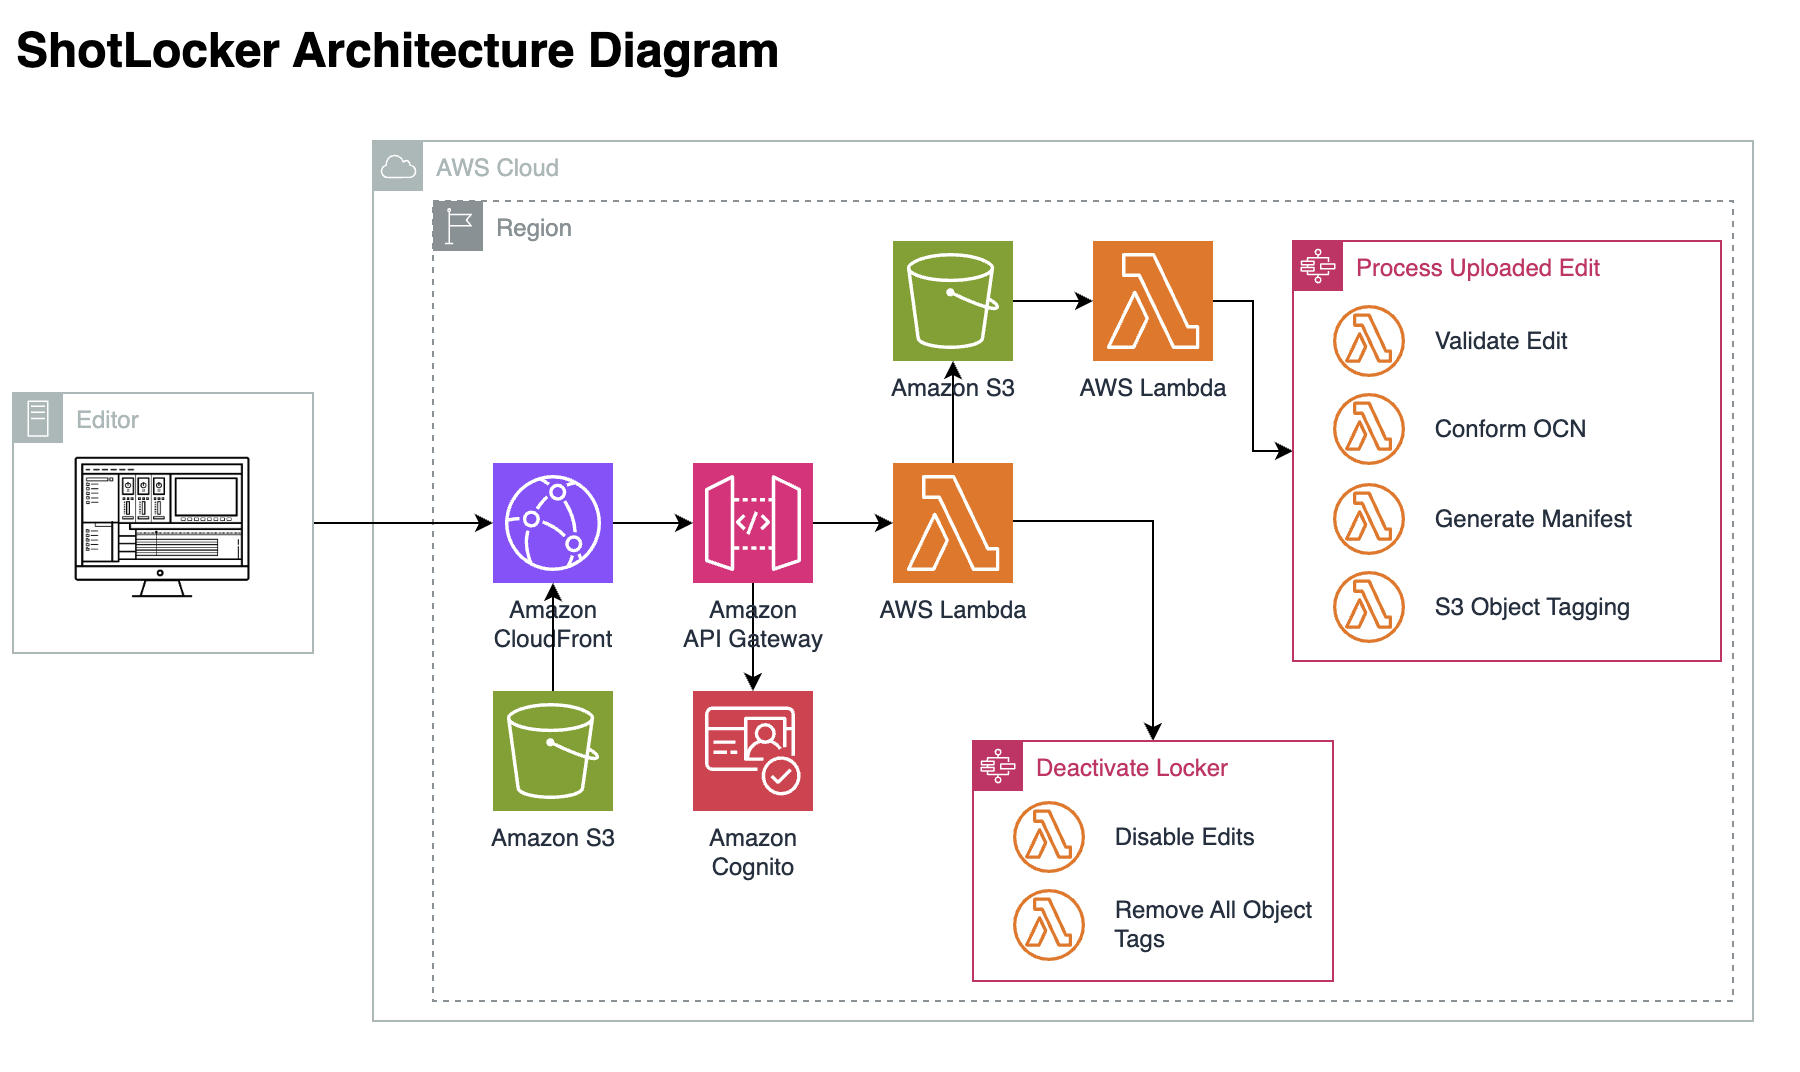 ShotLocker Architecture Diagram
AWS Cloud
Region
Editor
Amazon S3
AWS Lambda
Process Uploaded Edit
Validate Edit
Conform OCN
Generate Manifest
S3 Object Tagging
Amazon
CloudFront
Amazon
API Gateway
AWS Lambda
Amazon S3
Amazon
Cognito
Deactivate Locker
Disable Edits
Remove All Object
Tags